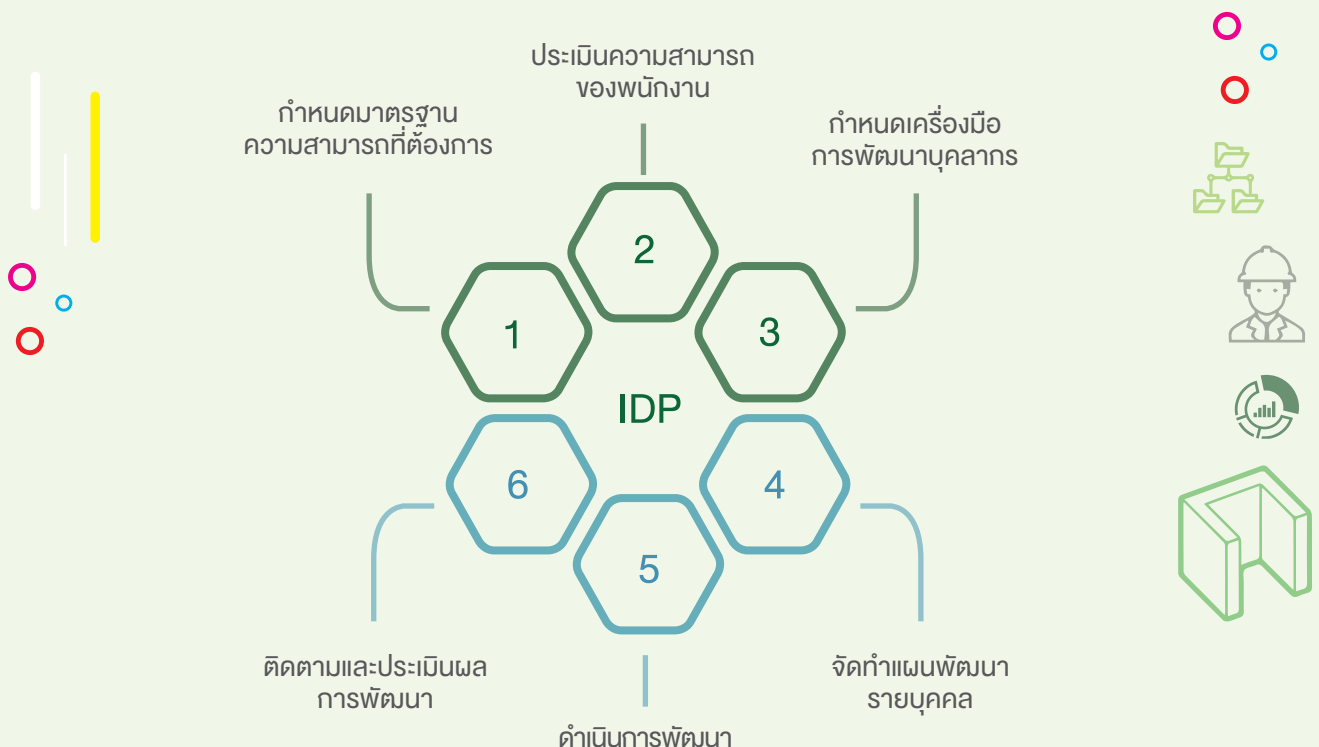 กำหนดมาตรฐาน
ความสามารถที่ต้องการ
ประเมินความสามารถ
ของพนักงาน
กำหนดเครื่องมือ
การพัฒนาบุคลากร
1
2
3
IDP
6
5
4
ติดตามและประเมินผล
การพัฒนา
ดำเนินการพัฒนา
จัดทำแผนพัฒนา
รายบุคคล